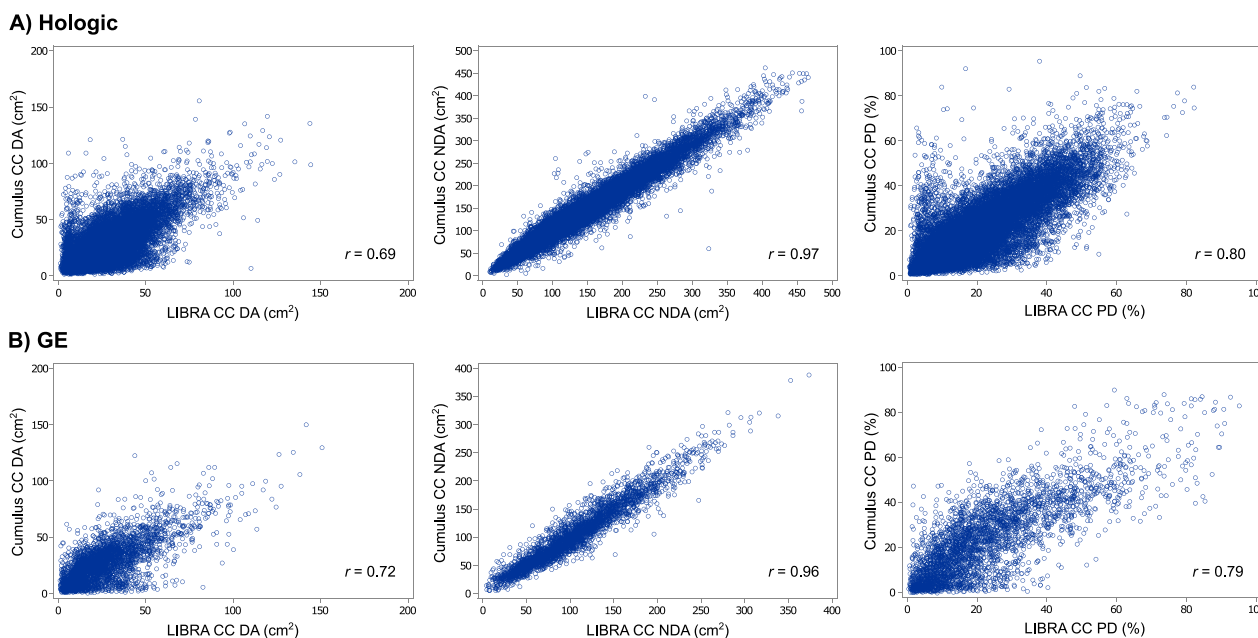 A) Hologic
200
150
100
50
0
Cumulus CC DA (cm²)
r = 0.69
0 50 100 150 200
LIBRA CC DA (cm²)
500
450
400
350
300
250
200
150
100
50
0
Cumulus CC NDA (cm²)
r = 0.97
0 50 100 150 200 250 300 350 400 450 500
LIBRA CC NDA (cm²)
100
80
60
40
20
0
Cumulus CC PD (%)
r = 0.80
0 20 40 60 80 100
LIBRA CC PD (%)
B) GE
200
150
100
50
0
Cumulus CC DA (cm²)
r = 0.72
0 50 100 150 200
LIBRA CC DA (cm²)
400
350
300
250
200
150
100
50
0
Cumulus CC NDA (cm²)
r = 0.96
0 50 100 150 200 250 300 350 400
LIBRA CC NDA (cm²)
100
80
60
40
20
0
Cumulus CC PD (%)
r = 0.79
0 20 40 60 80 100
LIBRA CC PD (%)